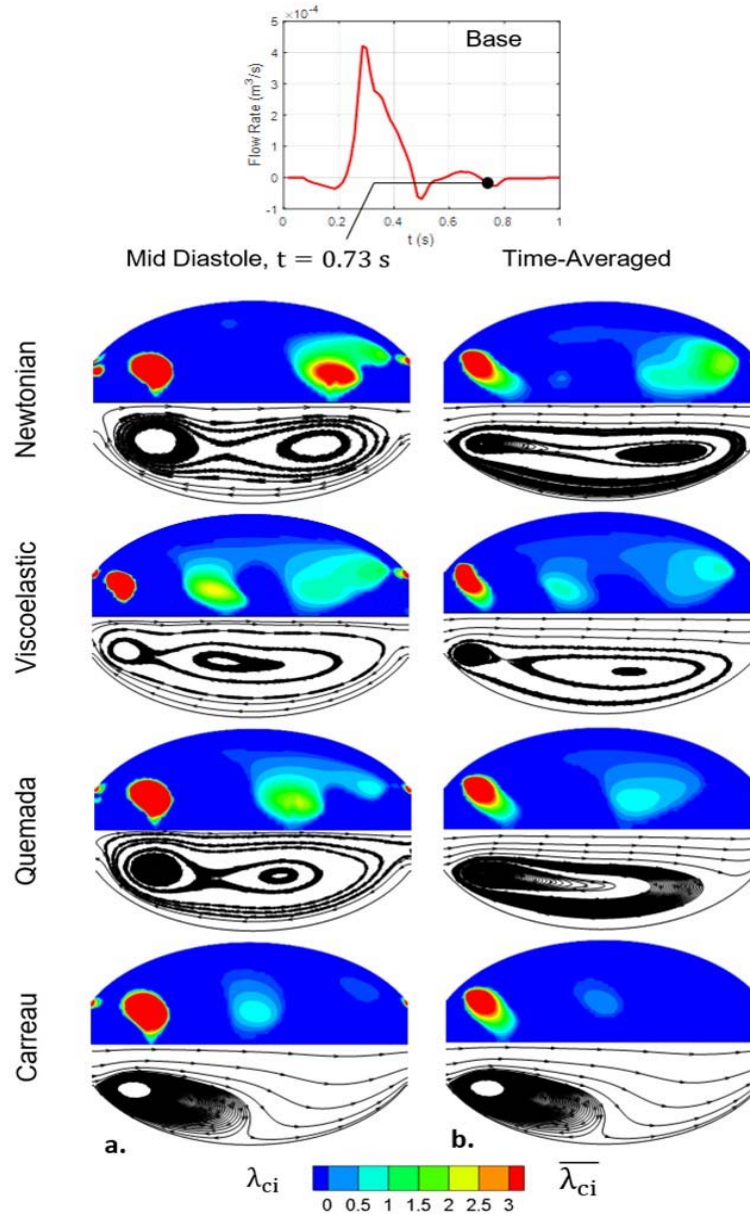 ×10⁻⁴
5
4
3
2
1
0
-1
Flow Rate (m³/s)
Base
0 0.2 0.4 0.6 0.8 1
t (s)
Mid Diastole, t = 0.73 s Time-Averaged
Newtonian
Viscoelastic
Quemada
Carreau
a. b.
λci
0 0.5 1 1.5 2 2.5 3
λci